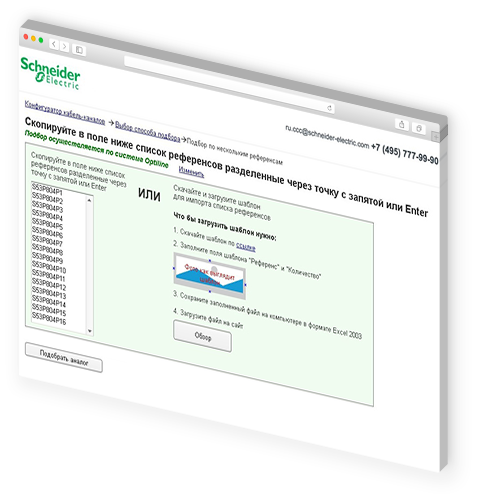 Schneider
Electric
ru.ccc@schneider-electric.com +7 (495) 777-99-90
Конфигуратор кабель-каналов → Выбор способа подбора → Подбор по нескольким референсам
Скопируйте в поле ниже список референсов разделенные через точку с запятой или Enter
Подбор осуществляется по системе Optiline Изменить
Скопируйте в поле ниже список
референсов разделенные через
точку с запятой или Enter
S53P804P1
S53P804P2
S53P804P3
S53P804P4
S53P804P5
S53P804P6
S53P804P7
S53P804P8
S53P804P9
S53P804P10
S53P804P11
S53P804P12
S53P804P13
S53P804P14
S53P804P15
S53P804P16
ИЛИ
Скачайте и загрузите шаблон
для импорта списка референсов
Что бы загрузить шаблон нужно:
1. Скачайте шаблон по ссылке
2. Заполните поля шаблона "Референс" и "Количество"
Фото как выглядит
шаблон
3. Сохраните заполненный файл на компьютере в формате Excel 2003
4. Загрузите файл на сайт
Обзор
Подобрать аналог